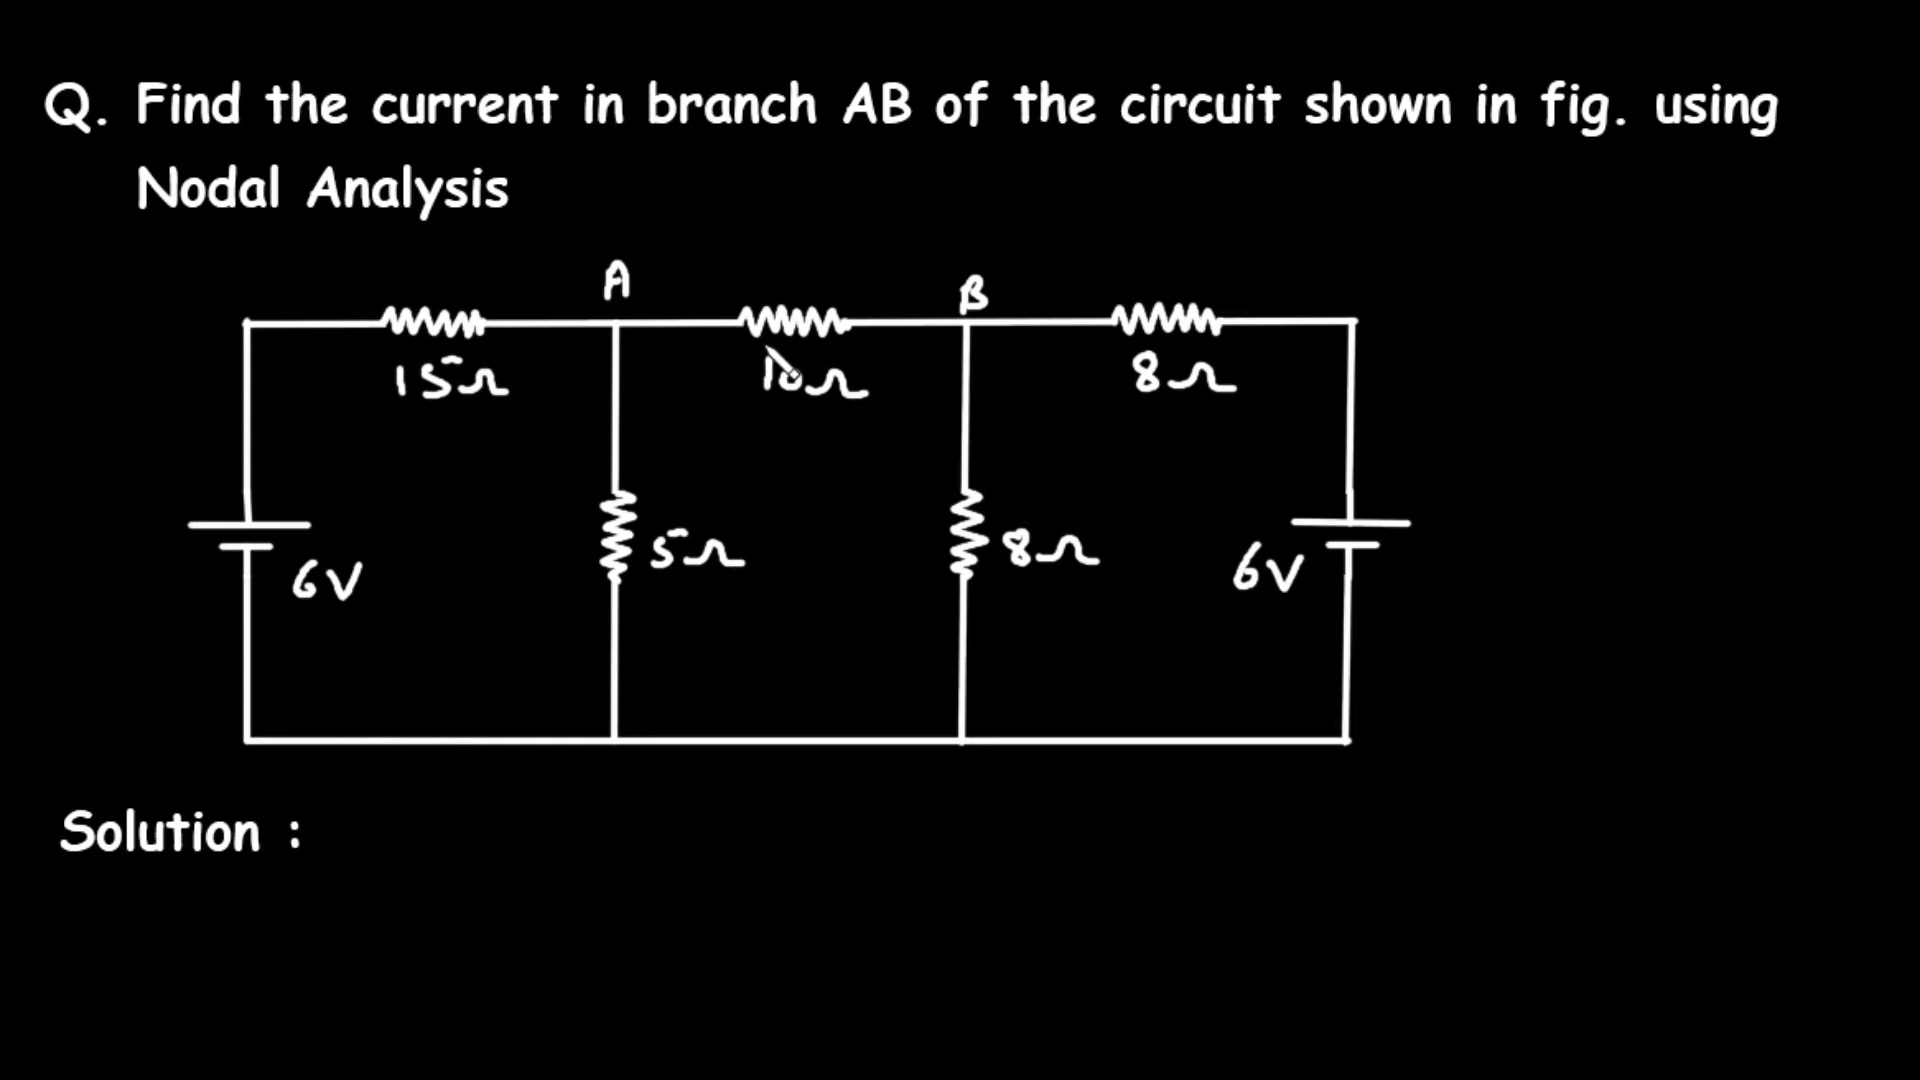 Q. Find the current in branch AB of the circuit shown in fig. using
Nodal Analysis
A
B
15Ω
10Ω
8Ω
5Ω
8Ω
6V
6V
Solution :